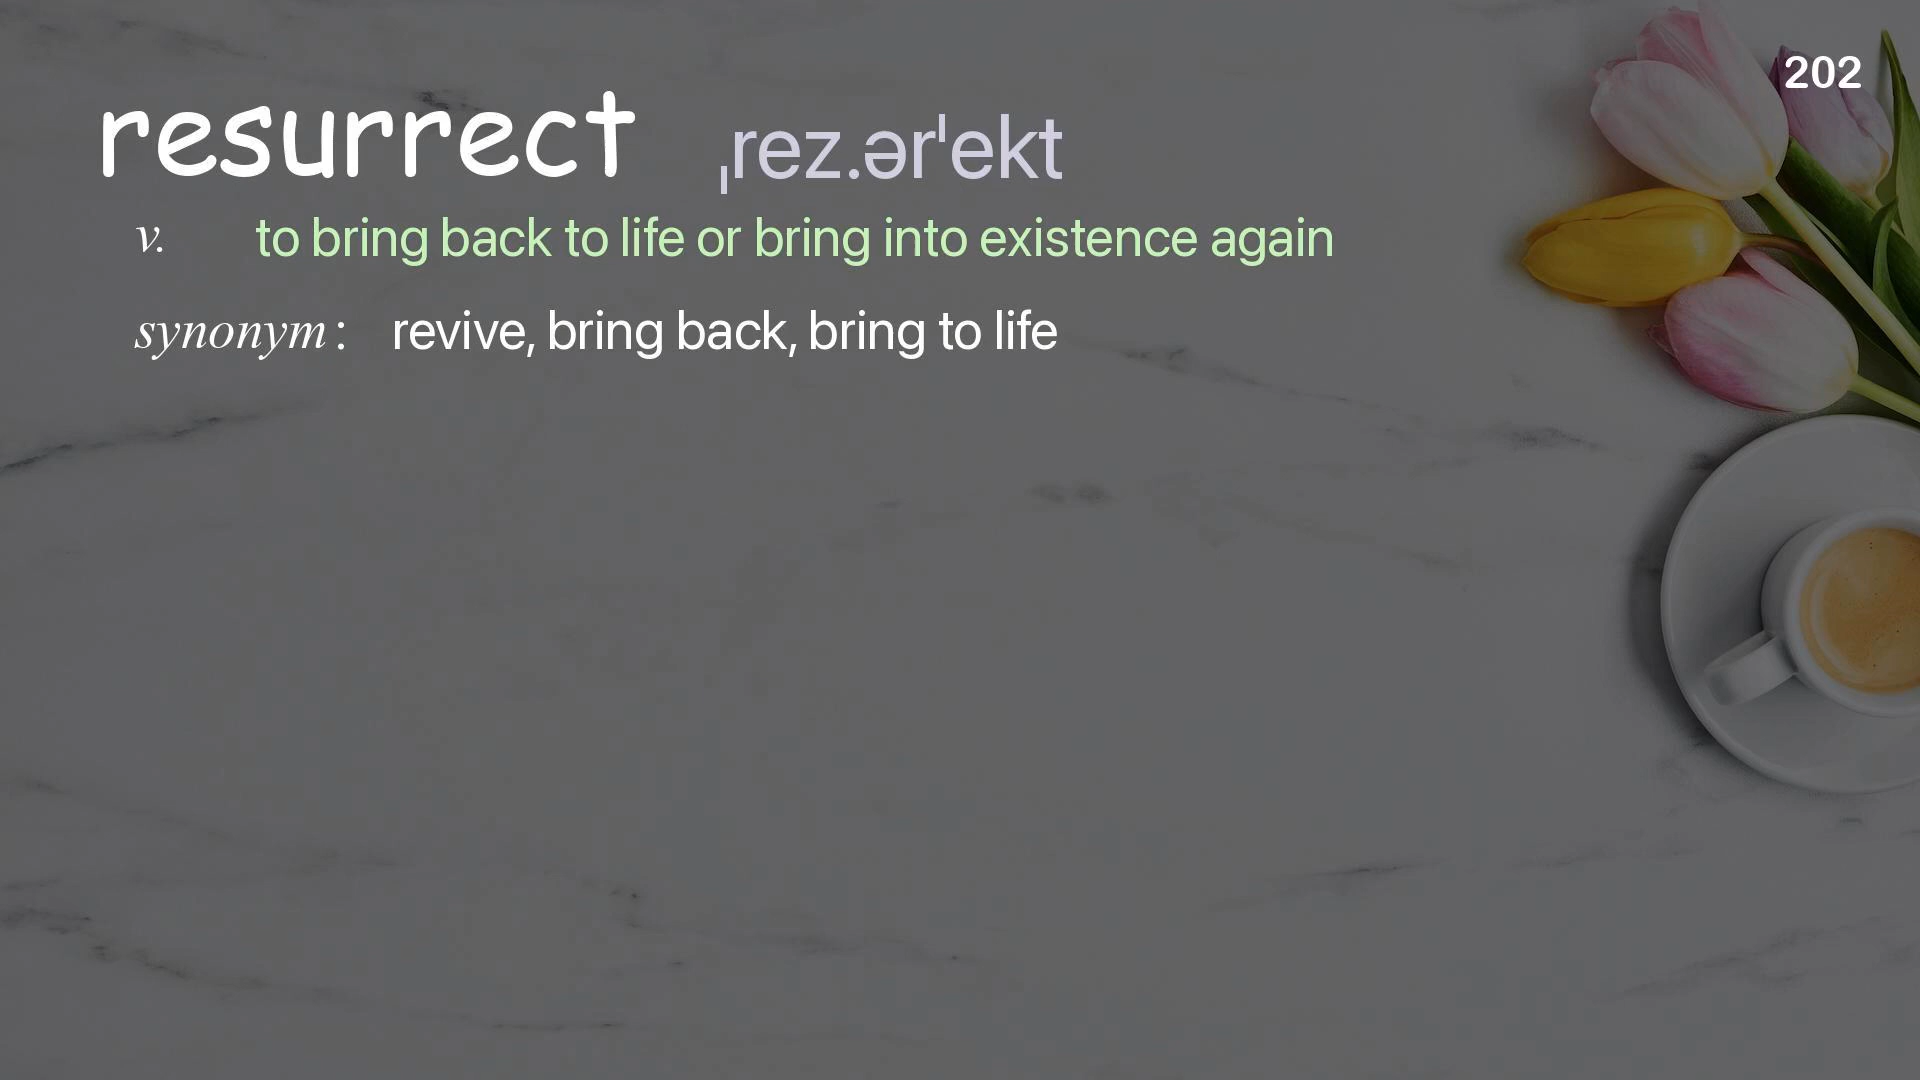 202
resurrect ˌrez.ərˈekt
v. to bring back to life or bring into existence again
synonym: revive, bring back, bring to life